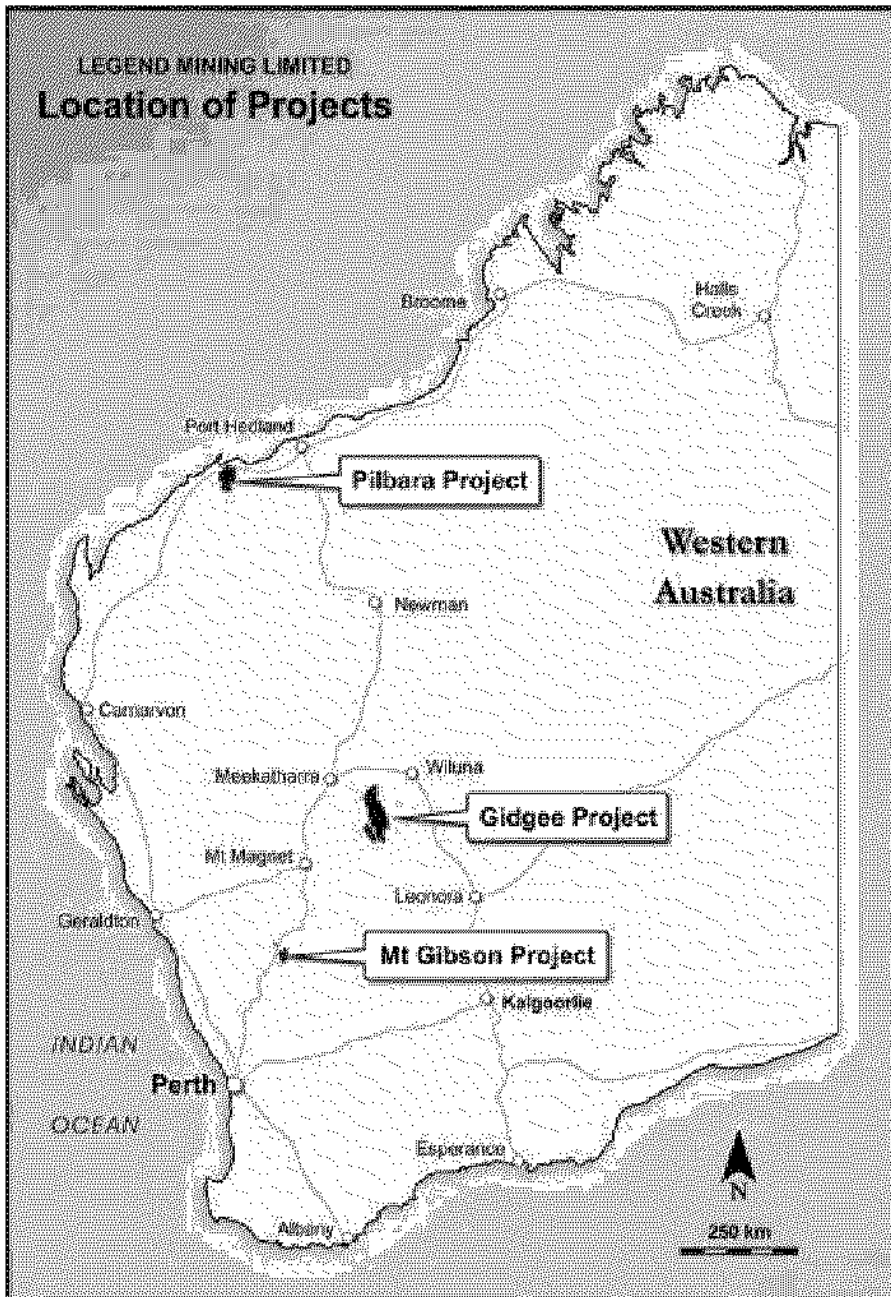 LEGEND MINING LIMITED
Location of Projects
Broome
Halls
Creek
Port Hedland
Pilbara Project
Western
Australia
Newman
Carnarvon
Meekatharra
Wiluna
Gidgee Project
Mt Magnet
Leonora
Geraldton
Mt Gibson Project
Kalgoorlie
INDIAN
Perth
OCEAN
Esperance
N
Albany
250 km